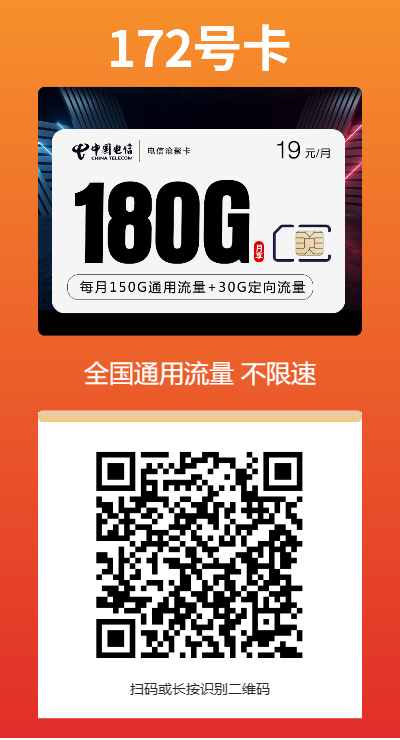 172号卡
中国电信
CHINA TELECOM
电信沧聚卡
19 元/月
180G
月享
每月150G通用流量+30G定向流量
全国通用流量 不限速
扫码或长按识别二维码